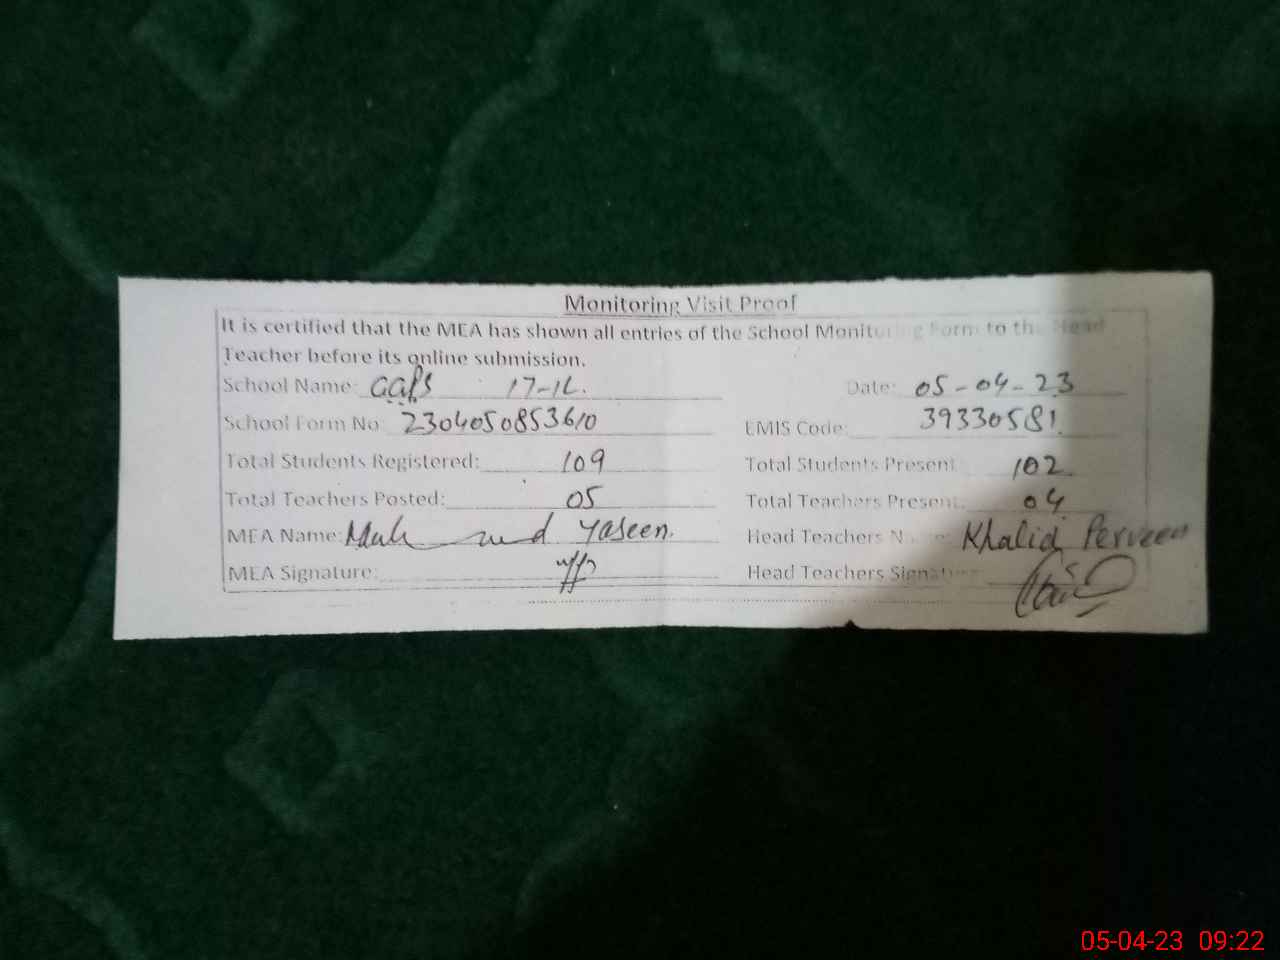 Monitoring Visit Proof
It is certified that the MEA has shown all entries of the School Monitoring Form to the Head
Teacher before its online submission.
School Name: GGPS 17-1L. Date: 05-04-23
School Form No 2304050853610 EMIS Code: 39330581
Total Students Registered: 109 Total Students Present: 102
Total Teachers Posted: 05 Total Teachers Present: 04
MEA Name: Muhammad Yaseen. Head Teachers Name: Khalida Perveen
MEA Signature: Head Teachers Signature:
05-04-23 09:22